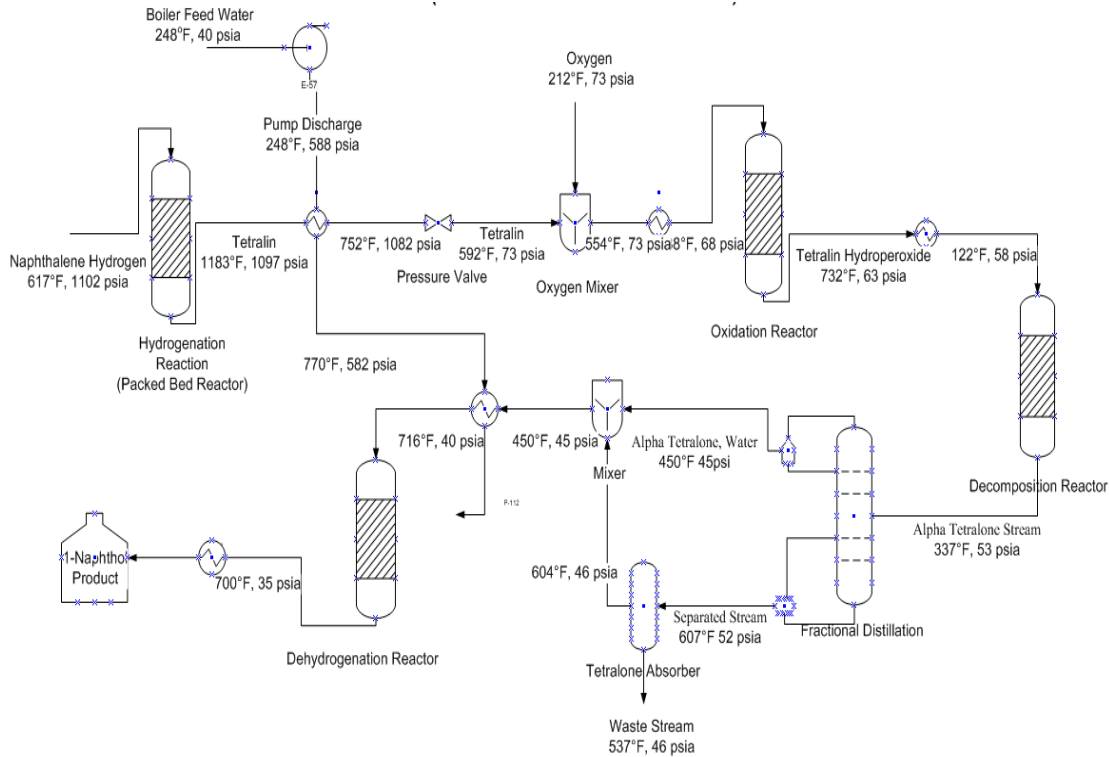 Boiler Feed Water
248°F, 40 psia
E-57
Pump Discharge
248°F, 588 psia
Oxygen
212°F, 73 psia
Naphthalene Hydrogen
617°F, 1102 psia
Tetralin
1183°F, 1097 psia
752°F, 1082 psia
Pressure Valve
Tetralin
592°F, 73 psia
Oxygen Mixer
554°F, 73 psia
8°F, 68 psia
Oxidation Reactor
Tetralin Hydroperoxide
732°F, 63 psia
122°F, 58 psia
Hydrogenation
Reaction
(Packed Bed Reactor)
770°F, 582 psia
716°F, 40 psia
450°F, 45 psia
Mixer
Alpha Tetralone, Water
450°F 45psi
Decomposition Reactor
Alpha Tetralone Stream
337°F, 53 psia
P-112
1-Naphthol
Product
700°F, 35 psia
Dehydrogenation Reactor
604°F, 46 psia
Separated Stream
607°F 52 psia
Fractional Distillation
Tetralone Absorber
Waste Stream
537°F, 46 psia